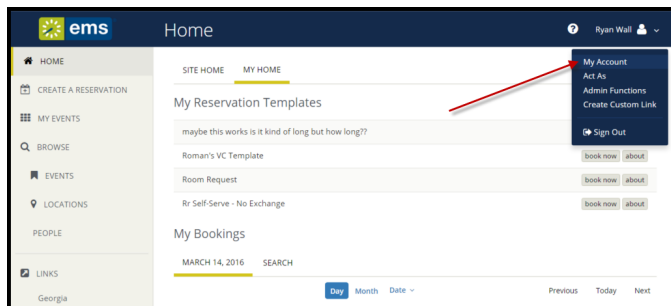 ems
Home
? Ryan Wall
HOME
CREATE A RESERVATION
MY EVENTS
BROWSE
EVENTS
LOCATIONS
PEOPLE
LINKS
Georgia
SITE HOME MY HOME
My Account
Act As
Admin Functions
Create Custom Link
Sign Out
My Reservation Templates
maybe this works is it kind of long but how long??
Roman's VC Template book now about
Room Request book now about
Rr Self-Serve - No Exchange book now about
My Bookings
MARCH 14, 2016 SEARCH
Day Month Date Previous Today Next